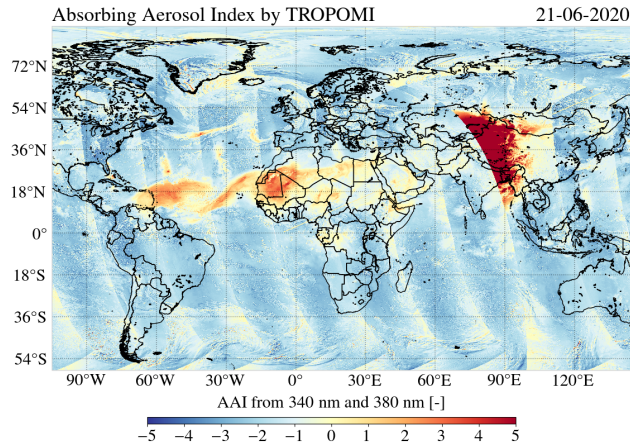 Absorbing Aerosol Index by TROPOMI 21-06-2020
72°N
54°N
36°N
18°N
0°
18°S
36°S
54°S
90°W 60°W 30°W 0° 30°E 60°E 90°E 120°E
AAI from 340 nm and 380 nm [-]
−5 −4 −3 −2 −1 0 1 2 3 4 5